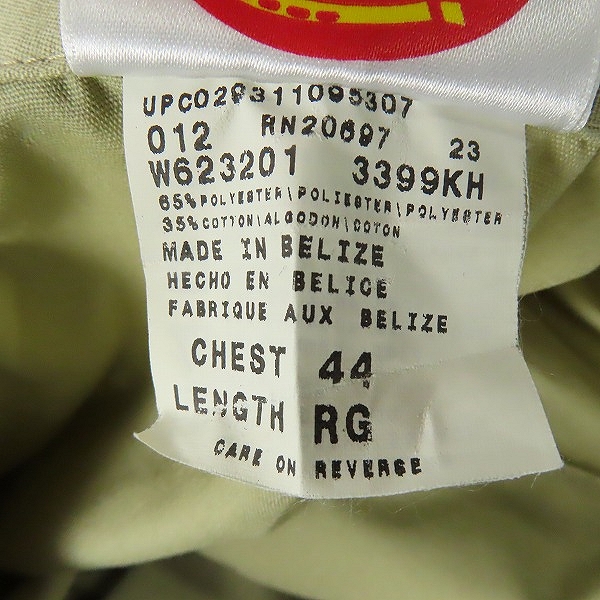 UPC029311095307
012 RN20697 23
W623201 3399KH
65%POLYESTER\POLIESTER\POLYESTER
35%COTTON\ALGODON\COTON
MADE IN BELIZE
HECHO EN BELICE
FABRIQUE AUX BELIZE
CHEST 44
LENGTH RG
CARE ON REVERSE